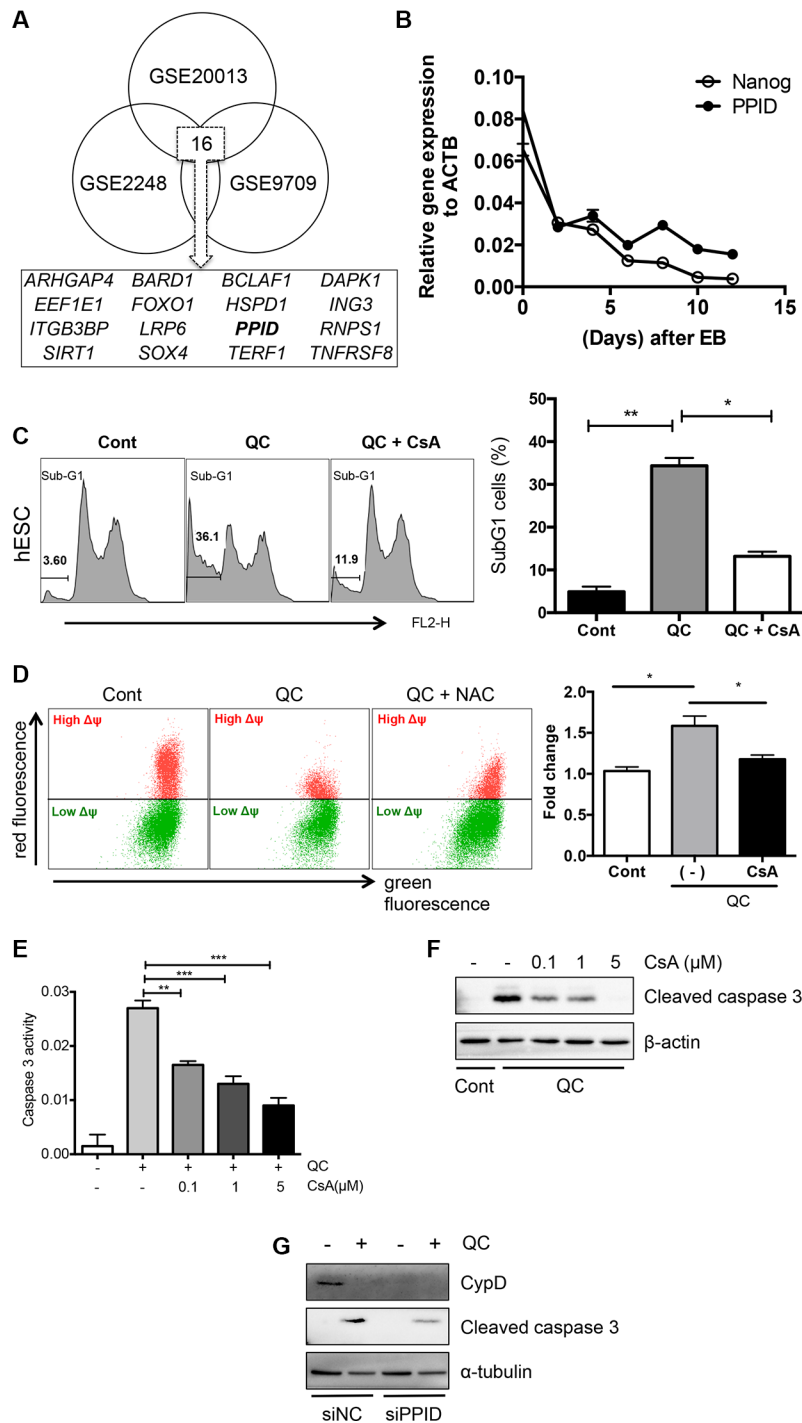 A
GSE20013
16
GSE2248
GSE9709
ARHGAP4 BARD1 BCLAF1 DAPK1
EEF1E1 FOXO1 HSPD1 ING3
ITGB3BP LRP6 PPID RNPS1
SIRT1 SOX4 TERF1 TNFRSF8
B
Relative gene expression
to ACTB
0.10
0.08
0.06
0.04
0.02
0.00
0 5 10 15
(Days) after EB
Nanog
PPID
C
Cont QC QC + CsA
hESC
Sub-G1 Sub-G1 Sub-G1
3.60 36.1 11.9
FL2-H
SubG1 cells (%)
50
40
30
20
10
0
** *
Cont QC QC + CsA
D
Cont QC QC + NAC
red fluorescence
High Δψ High Δψ High Δψ
Low Δψ Low Δψ Low Δψ
green
fluorescence
Fold change
2.0
1.5
1.0
0.5
0.0
* *
Cont (-) CsA
QC
E
Caspase 3 activity
0.03
0.02
0.01
0.00
***
***
**
- + + + + QC
- - 0.1 1 5 CsA(μM)
F
- - 0.1 1 5 CsA (μM)
Cleaved caspase 3
β-actin
Cont QC
G
- + - + QC
CypD
Cleaved caspase 3
α-tubulin
siNC siPPID